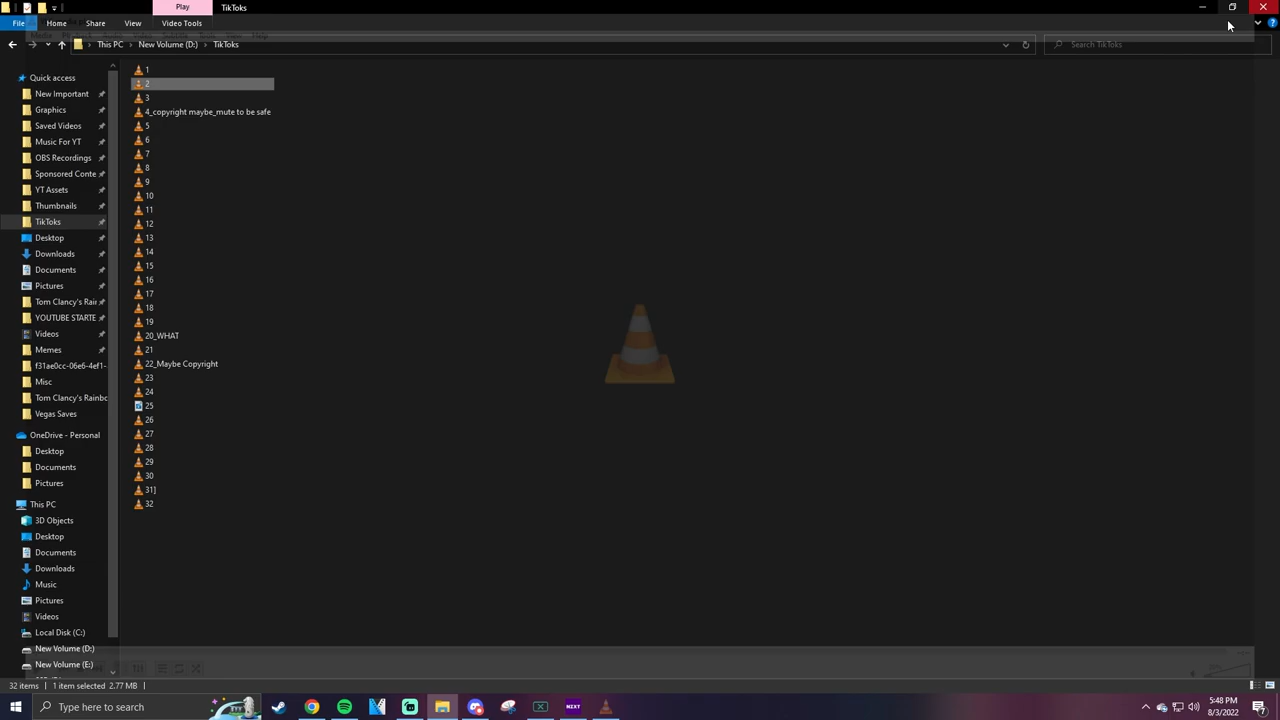 Play
TikToks
File
Home
Share
View
Video Tools
This PC
New Volume (D:)
TikToks
Search TikToks
Quick access
New Important
Graphics
Saved Videos
Music For YT
OBS Recordings
Sponsored Conte
YT Assets
Thumbnails
TikToks
Desktop
Downloads
Documents
Pictures
Tom Clancy's Rain
YOUTUBE STARTE
Videos
Memes
f31ae0cc-06e6-4ef1-
Misc
Tom Clancy's Rainbo
Vegas Saves
OneDrive - Personal
Desktop
Documents
Pictures
This PC
3D Objects
Desktop
Documents
Downloads
Music
Pictures
Videos
Local Disk (C:)
New Volume (D:)
New Volume (E:)
1
2
3
4_copyright maybe_mute to be safe
5
6
7
8
9
10
11
12
13
14
15
16
17
18
19
20_WHAT
21
22_Maybe Copyright
23
24
25
26
27
28
29
30
31]
32
32 items
1 item selected 2.77 MB
Type here to search
NZXT
5:48 PM
8/3/2022